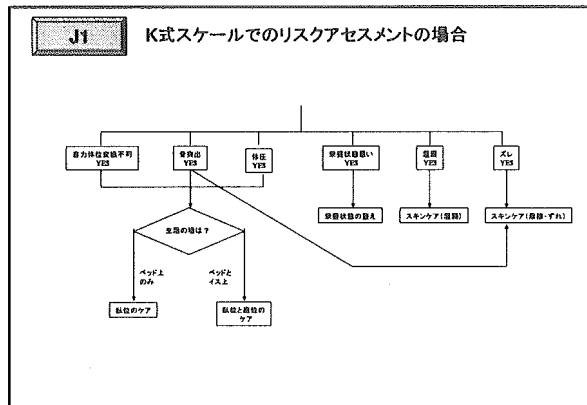 J1
K式スケールでのリスクアセスメントの場合
自力体位変換不可
YES
骨突出
YES
体圧
YES
栄養状態悪い
YES
湿潤
YES
ズレ
YES
栄養状態の整え
スキンケア(湿潤)
スキンケア(摩擦・ずれ)
生活の場は?
ベッド上
のみ
ベッドと
イス上
臥位のケア
臥位と座位の
ケア